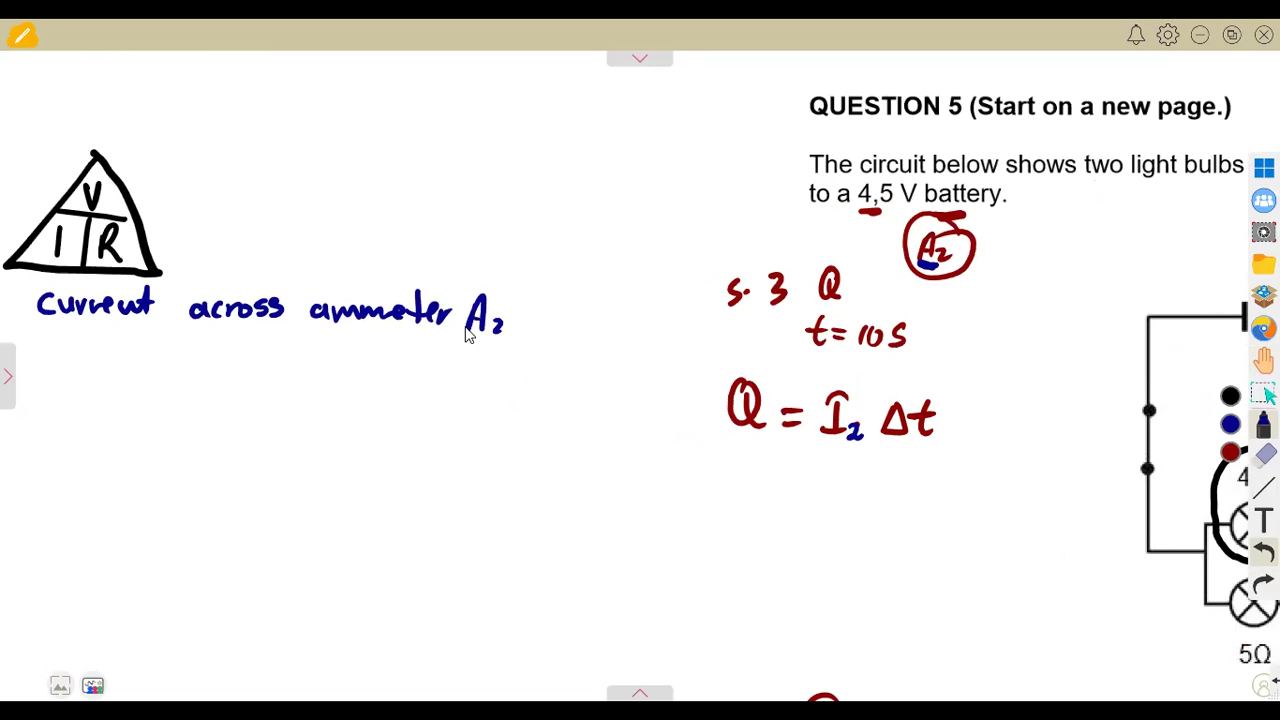 QUESTION 5 (Start on a new page.)
The circuit below shows two light bulbs
to a 4,5 V battery.
V
I R
current across ammeter A₂
A₂
5.3 Q
t = 10s
Q = I₂ Δt
4
5Ω
T